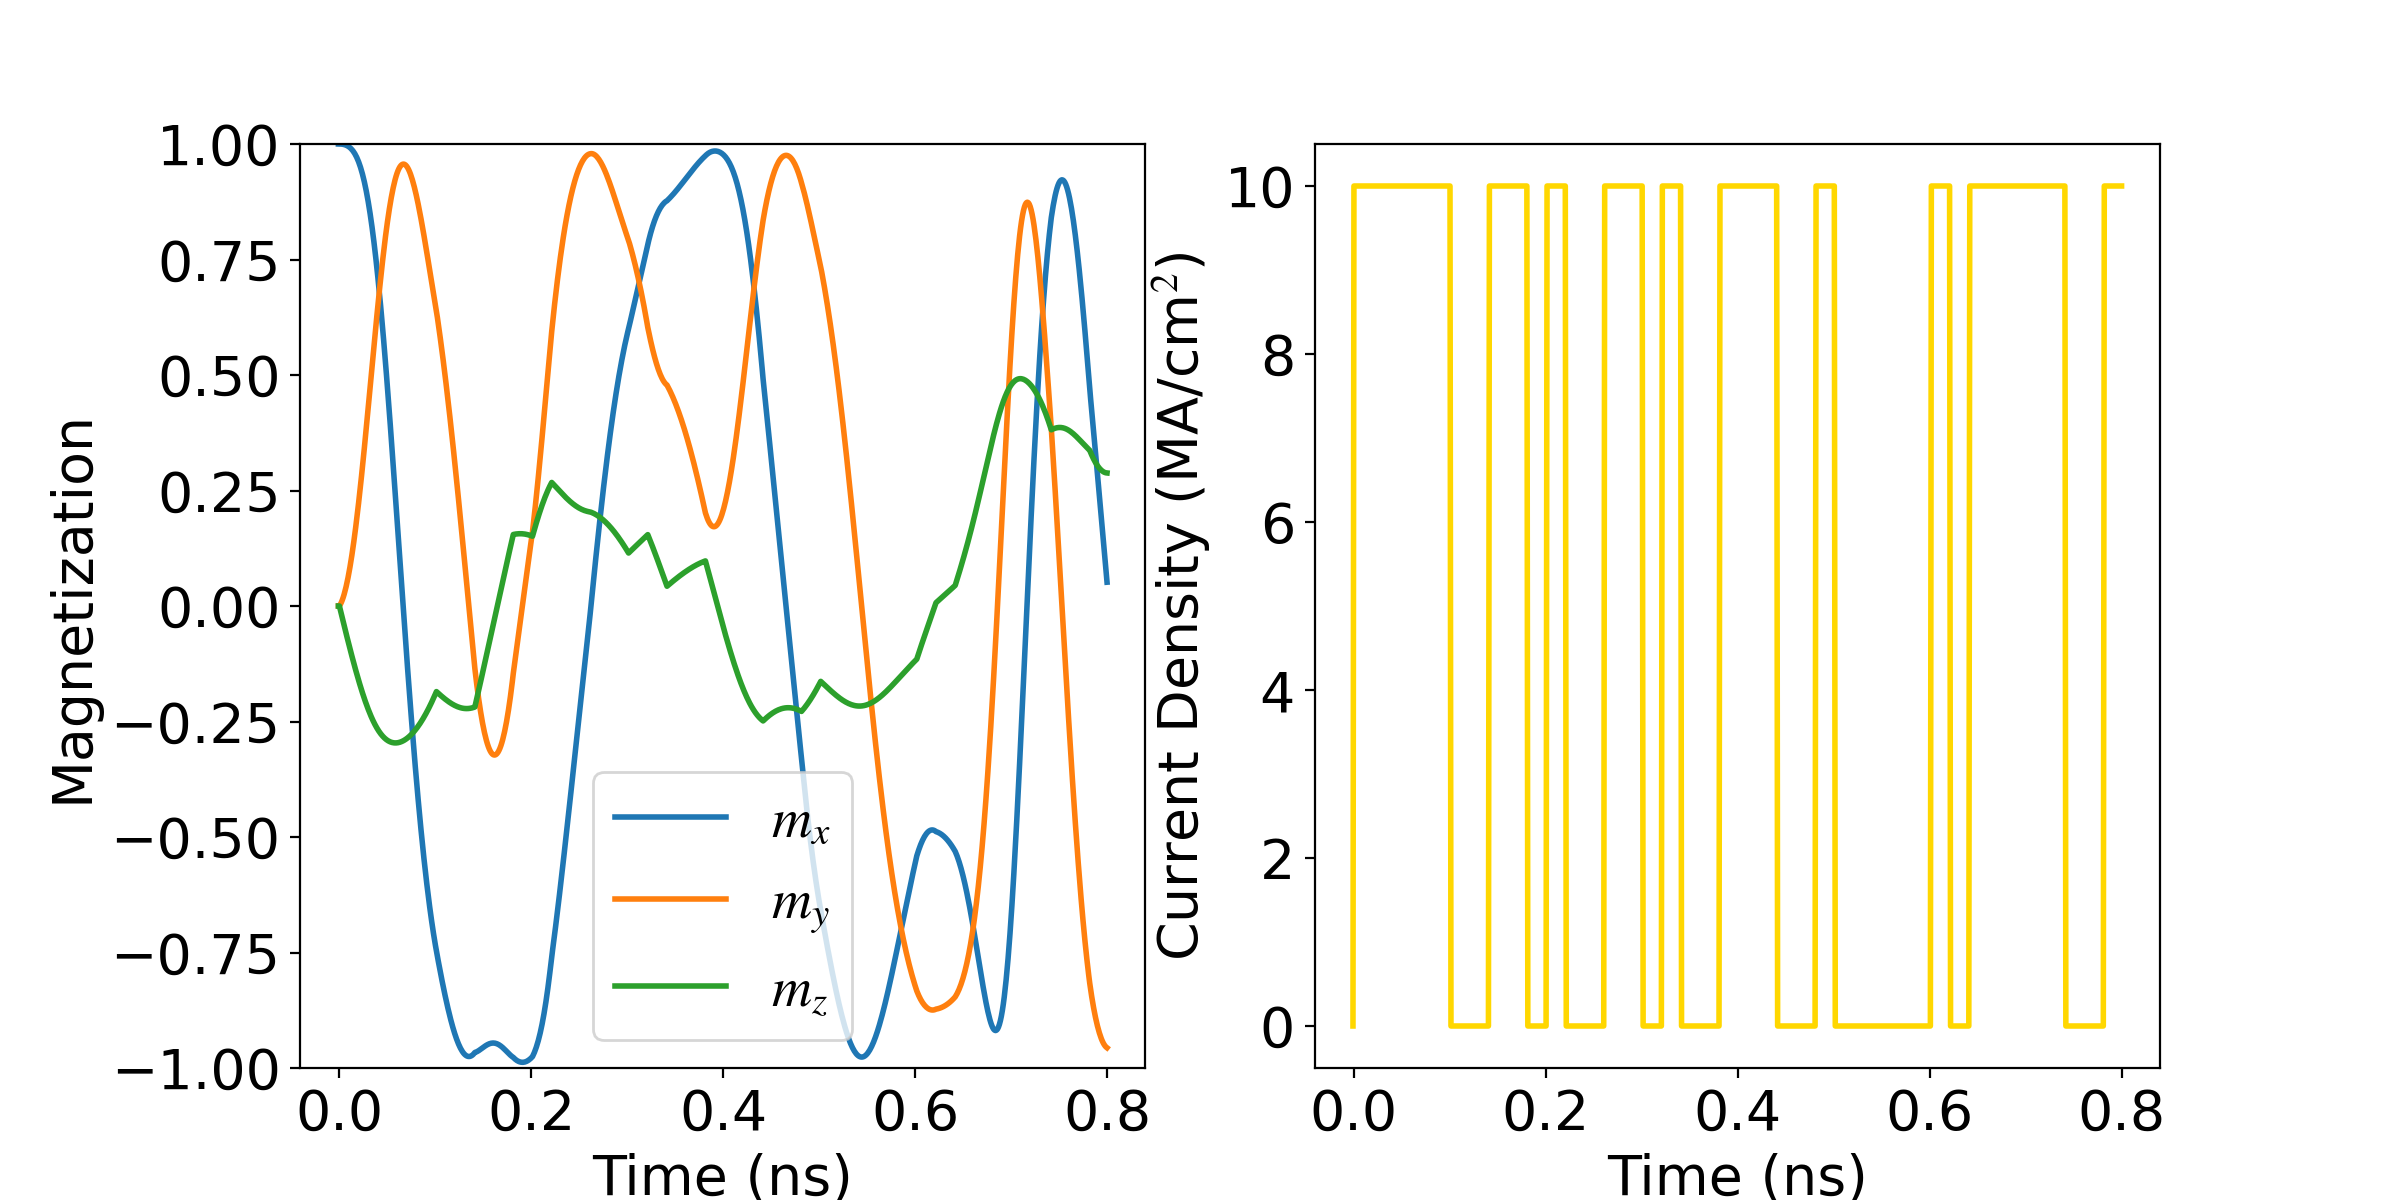 1.00
0.75
0.50
0.25
0.00
−0.25
−0.50
−0.75
−1.00
Magnetization
0.0 0.2 0.4 0.6 0.8
Time (ns)
m_x
m_y
m_z
10
8
6
4
2
0
Current Density (MA/cm²)
0.0 0.2 0.4 0.6 0.8
Time (ns)